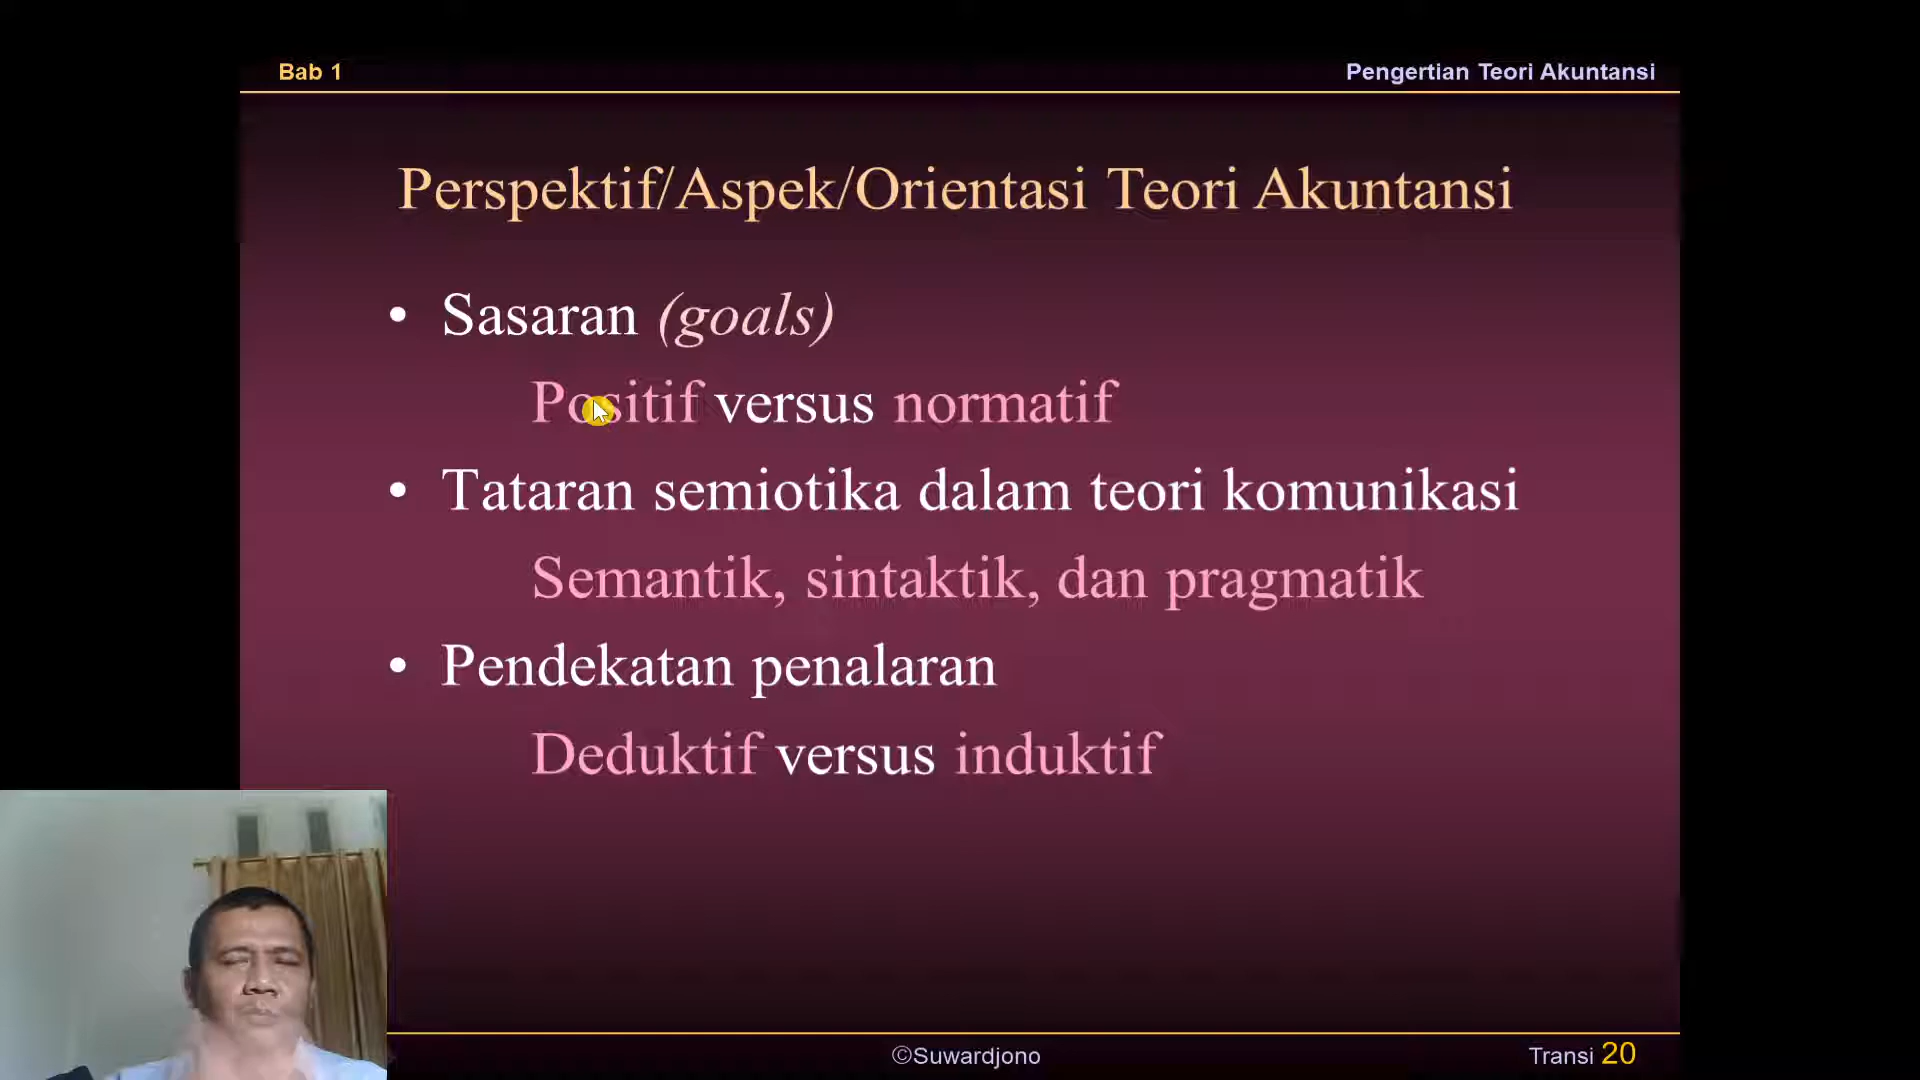 Bab 1
Pengertian Teori Akuntansi
Perspektif/Aspek/Orientasi Teori Akuntansi
• Sasaran (goals)
Positif versus normatif
• Tataran semiotika dalam teori komunikasi
Semantik, sintaktik, dan pragmatik
• Pendekatan penalaran
Deduktif versus induktif
©Suwardjono
Transi 20